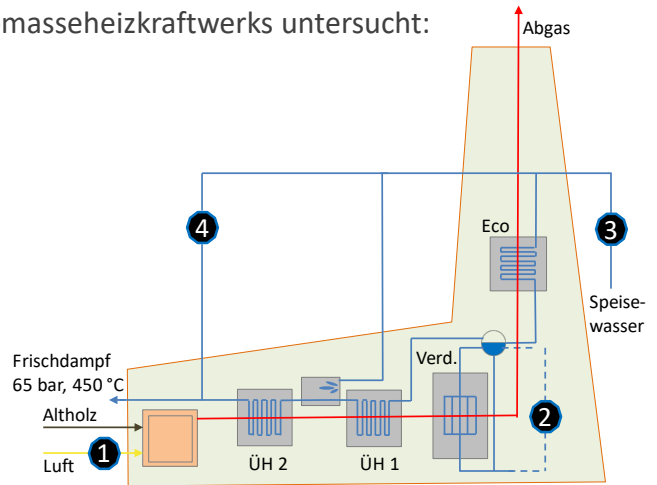 omasseheizkraftwerks untersucht:
Abgas
4
3
Eco
Speise-
wasser
Verd.
Frischdampf
65 bar, 450 °C
Altholz
2
1
Luft
ÜH 2
ÜH 1